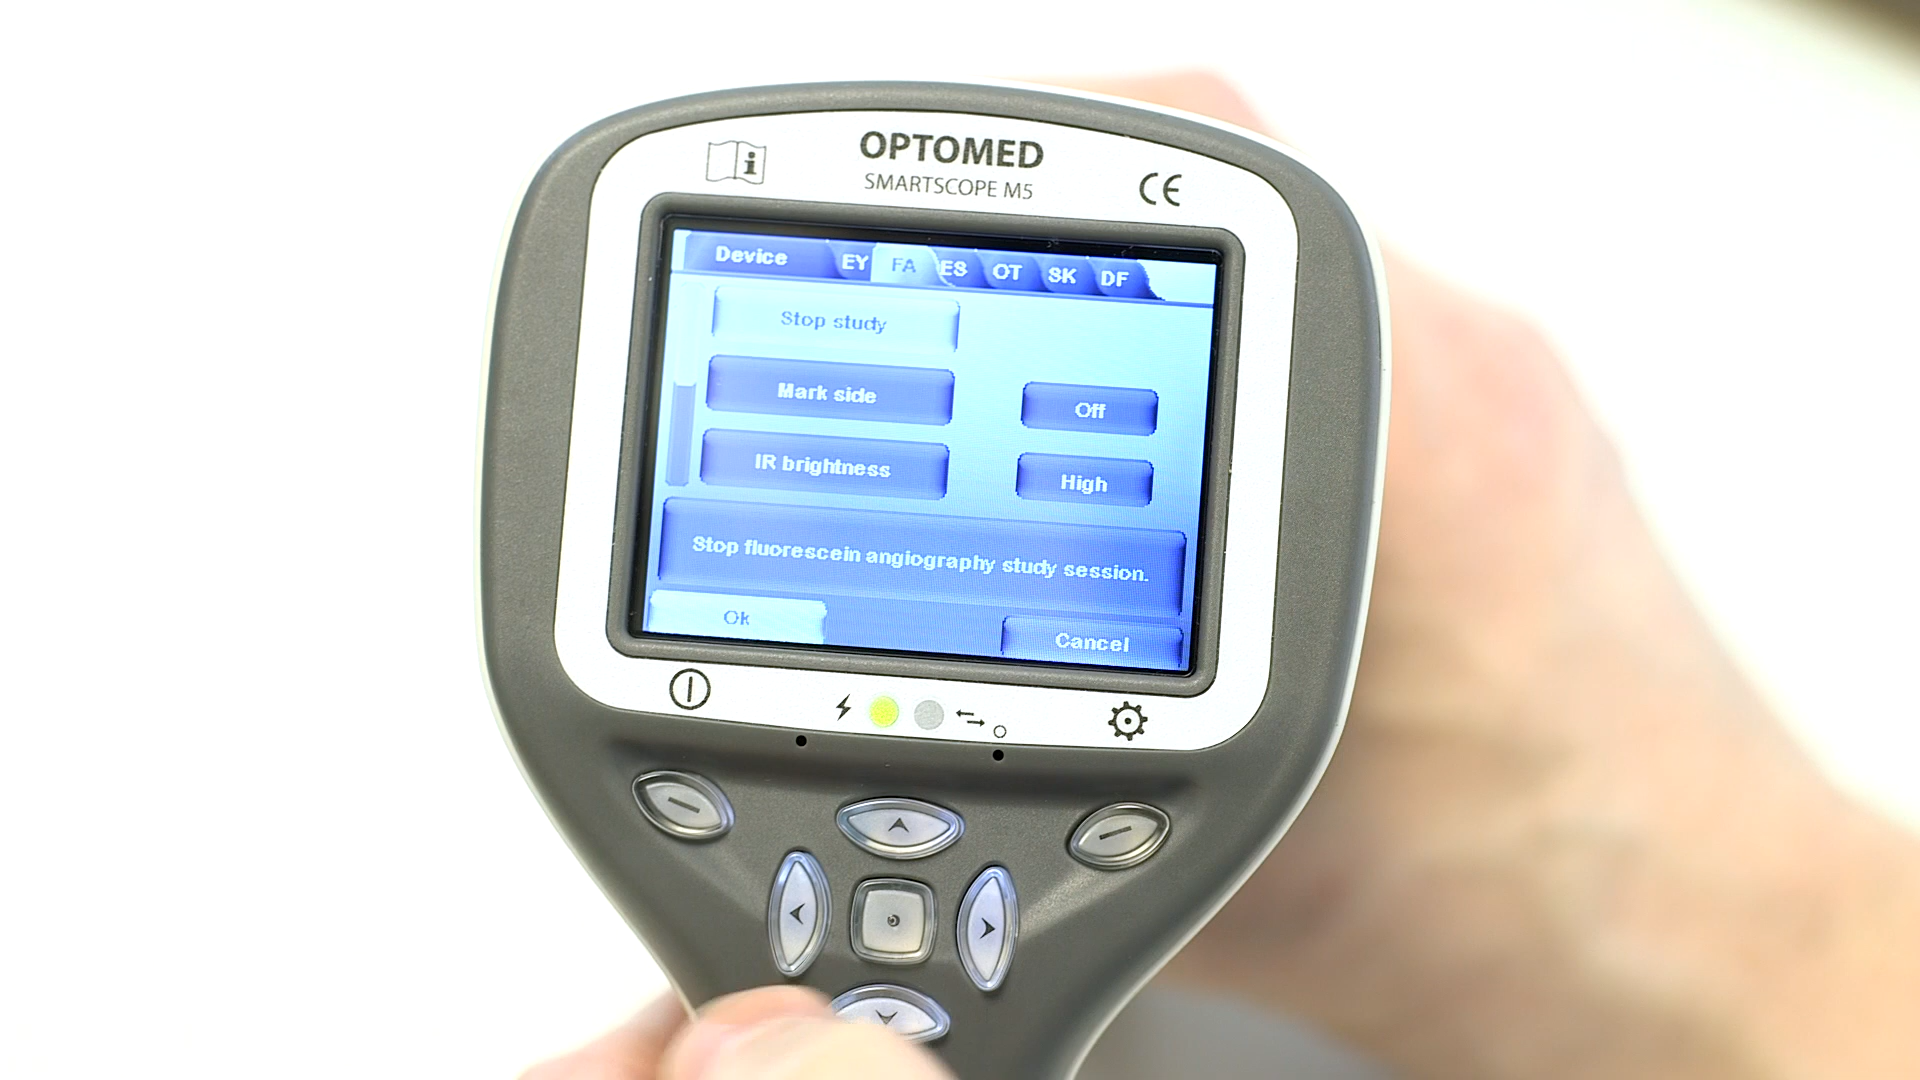 OPTOMED
SMARTSCOPE M5
CE
Device EY FA ES OT SK DF
Stop study
Mark side Off
IR brightness High
Stop fluorescein angiography study session.
Ok Cancel